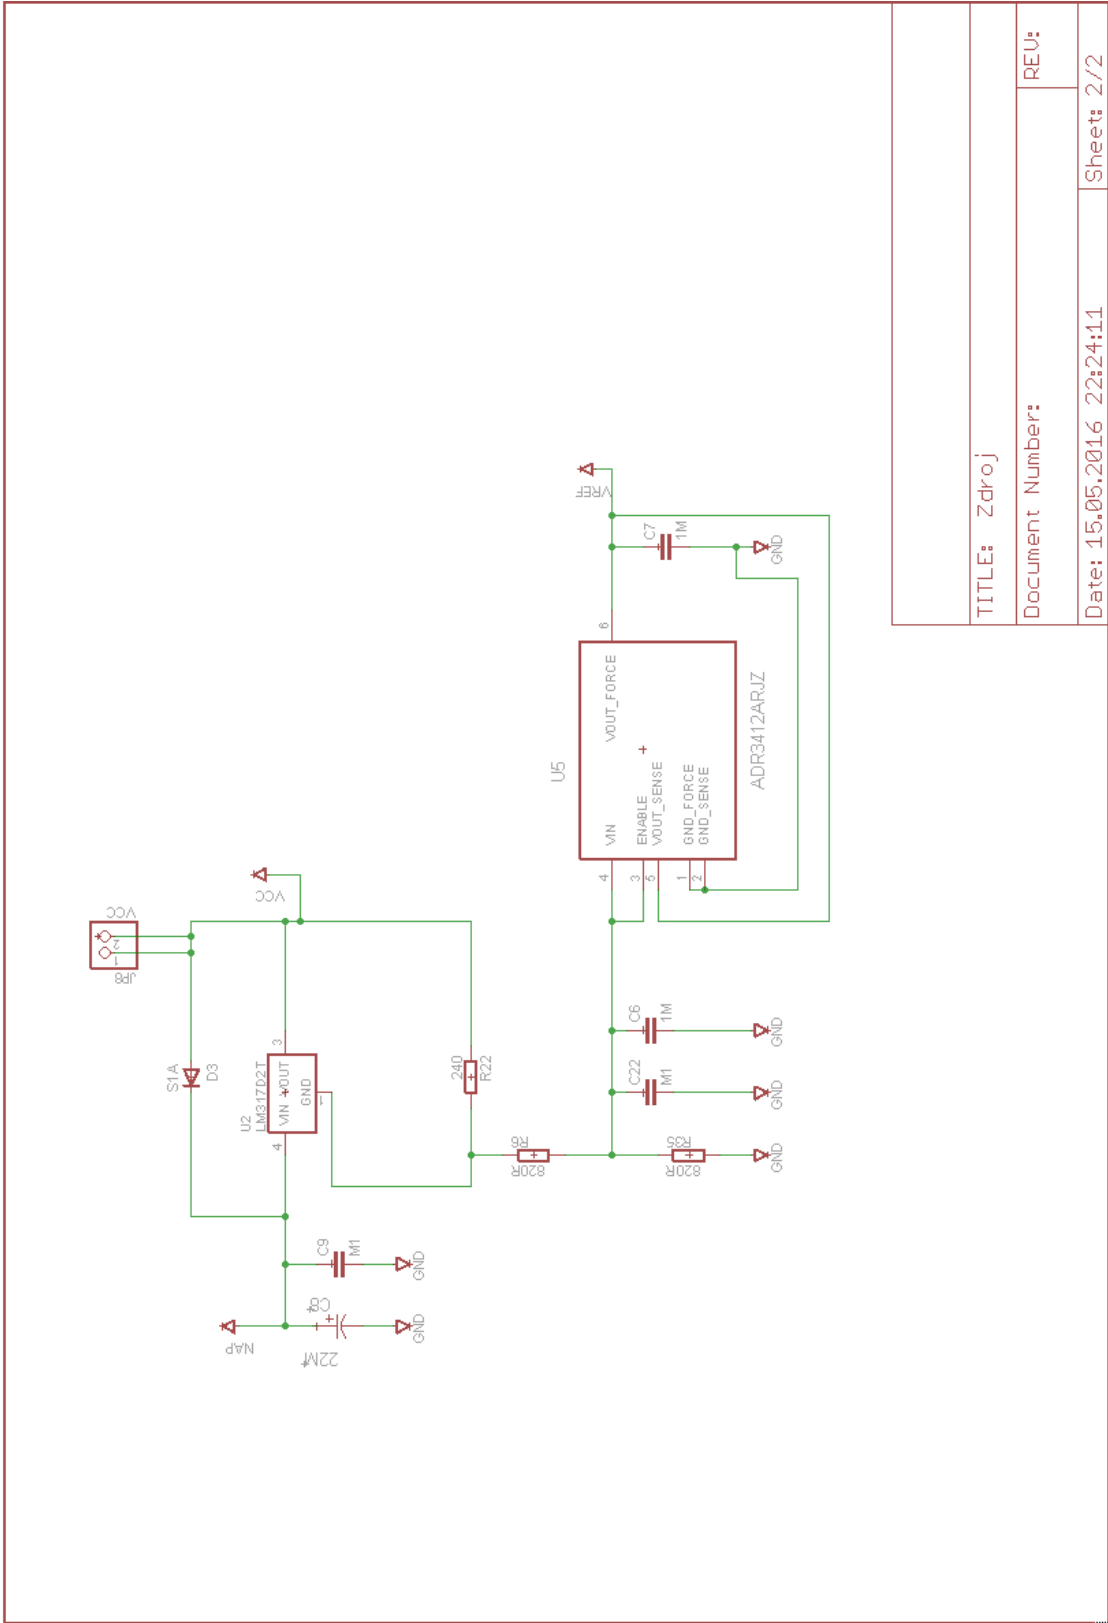 NAP
22M
C8
GND
C9
M1
GND
U2
LM317D2T
VIN
VOUT
GND
4
3
1
S1A
D3
JP8
VCC
1
2
VCC
240
R22
R6
820R
R35
820R
GND
C22
M1
GND
C6
1M
GND
U5
VIN
ENABLE
VOUT_SENSE
GND_FORCE
GND_SENSE
VOUT_FORCE
4
3
5
1
2
6
ADR3412ARJZ
C7
1M
GND
VREF
TITLE: Zdroj
Document Number:
REV:
Date: 15.05.2016 22:24:11
Sheet: 2/2